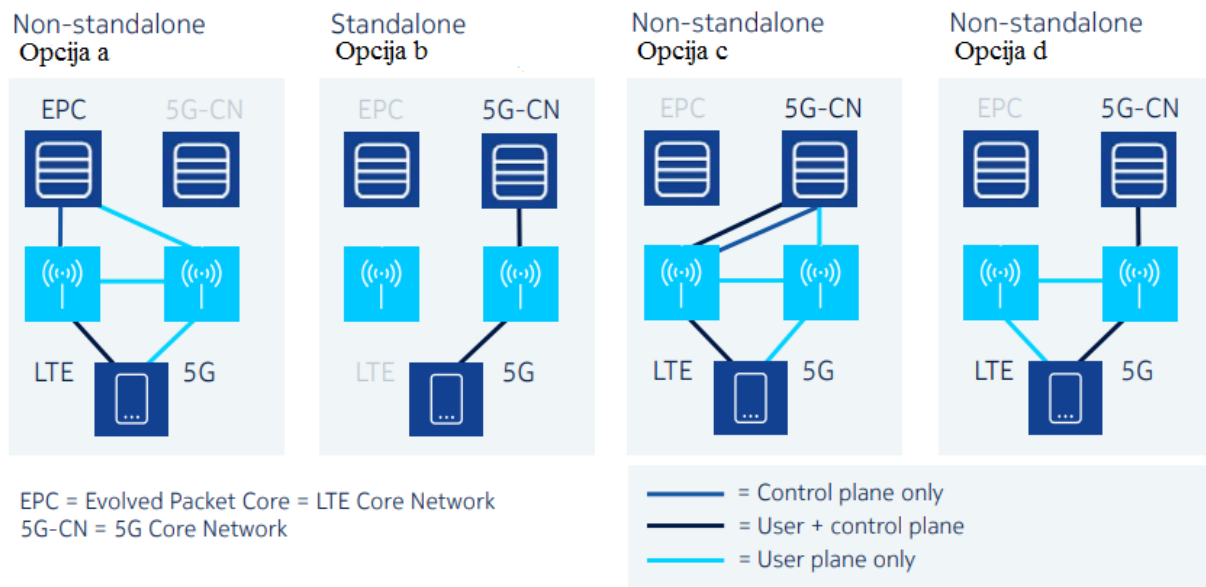 Non-standalone
Opcija a
EPC
5G-CN
LTE
5G
Standalone
Opcija b
EPC
5G-CN
LTE
5G
Non-standalone
Opcija c
EPC
5G-CN
LTE
5G
Non-standalone
Opcija d
EPC
5G-CN
LTE
5G
EPC = Evolved Packet Core = LTE Core Network
5G-CN = 5G Core Network
= Control plane only
= User + control plane
= User plane only